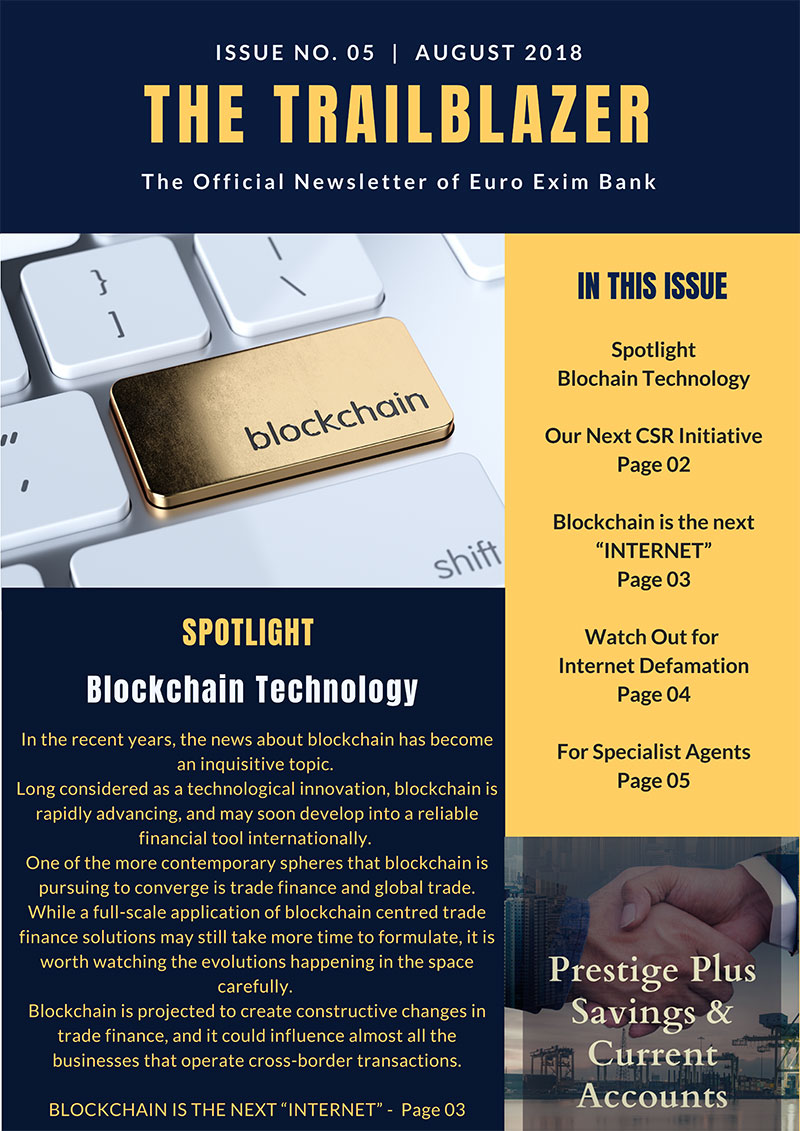 ISSUE NO. 05 | AUGUST 2018
THE TRAILBLAZER
The Official Newsletter of Euro Exim Bank
}
]
|
\
"
,
blockchain
shift
SPOTLIGHT
Blockchain Technology
In the recent years, the news about blockchain has become
an inquisitive topic.
Long considered as a technological innovation, blockchain is
rapidly advancing, and may soon develop into a reliable
financial tool internationally.
One of the more contemporary spheres that blockchain is
pursuing to converge is trade finance and global trade.
While a full-scale application of blockchain centred trade
finance solutions may still take more time to formulate, it is
worth watching the evolutions happening in the space
carefully.
Blockchain is projected to create constructive changes in
trade finance, and it could influence almost all the
businesses that operate cross-border transactions.
BLOCKCHAIN IS THE NEXT “INTERNET” - Page 03
IN THIS ISSUE
Spotlight
Blochain Technology
Our Next CSR Initiative
Page 02
Blockchain is the next
“INTERNET”
Page 03
Watch Out for
Internet Defamation
Page 04
For Specialist Agents
Page 05
Prestige Plus
Savings &
Current
Accounts